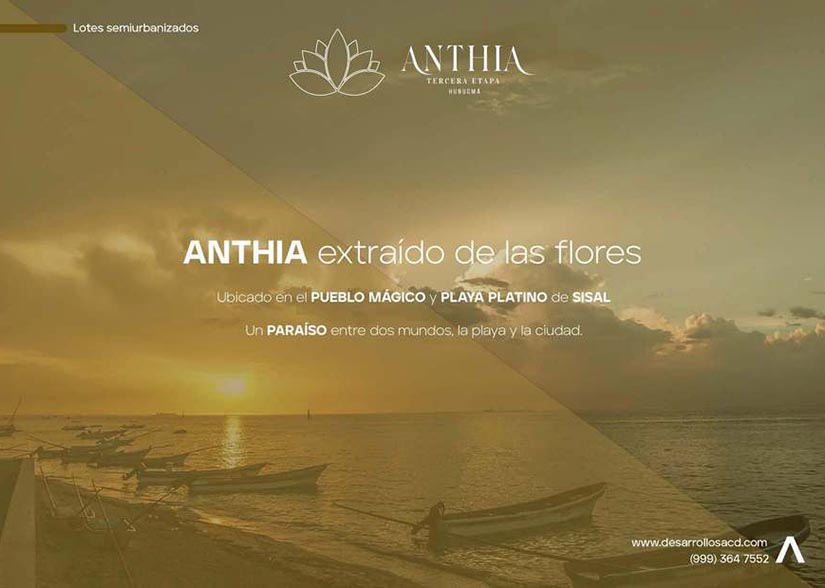 Lotes semiurbanizados
ANTHIA
TERCERA ETAPA
HUNUCMÁ
ANTHIA extraído de las flores
Ubicado en el PUEBLO MÁGICO y PLAYA PLATINO de SISAL
Un PARAÍSO entre dos mundos, la playa y la ciudad.
www.desarrollosacd.com
(999) 364 7552